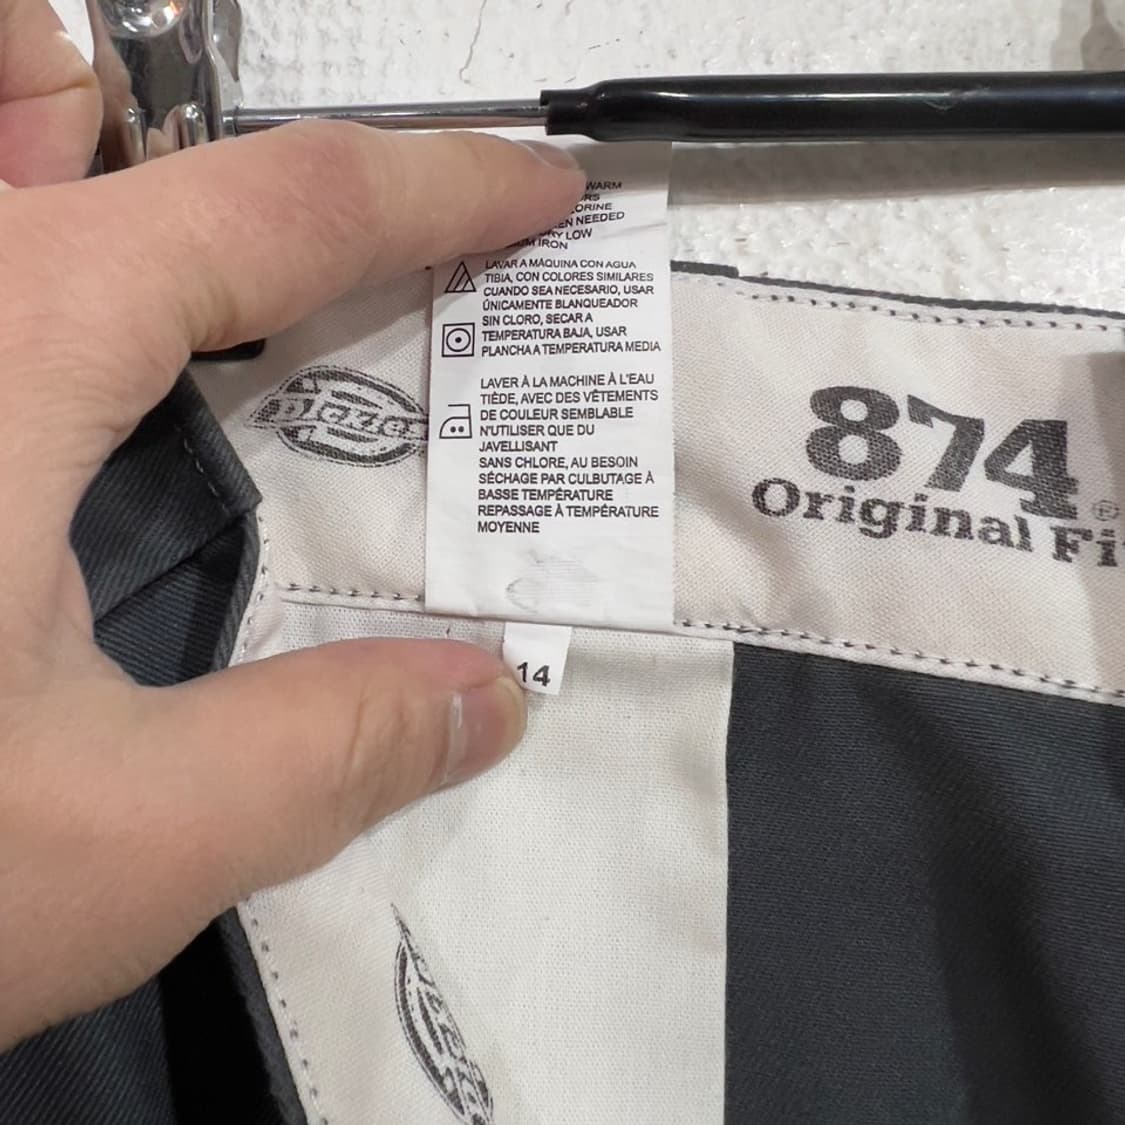 WARM
NEEDED
LOW
IRON
LAVAR A MÁQUINA CON AGUA
TIBIA, CON COLORES SIMILARES
CUANDO SEA NECESARIO, USAR
ÚNICAMENTE BLANQUEADOR
SIN CLORO, SECAR A
TEMPERATURA BAJA, USAR
PLANCHA A TEMPERATURA MEDIA
LAVER À LA MACHINE À L'EAU
TIÈDE, AVEC DES VÊTEMENTS
DE COULEUR SEMBLABLE
N'UTILISER QUE DU
JAVELLISANT
SANS CHLORE, AU BESOIN
SÉCHAGE PAR CULBUTAGE À
BASSE TEMPÉRATURE
REPASSAGE À TEMPÉRATURE
MOYENNE
Dickies
874®
Original Fi
14
Dickies